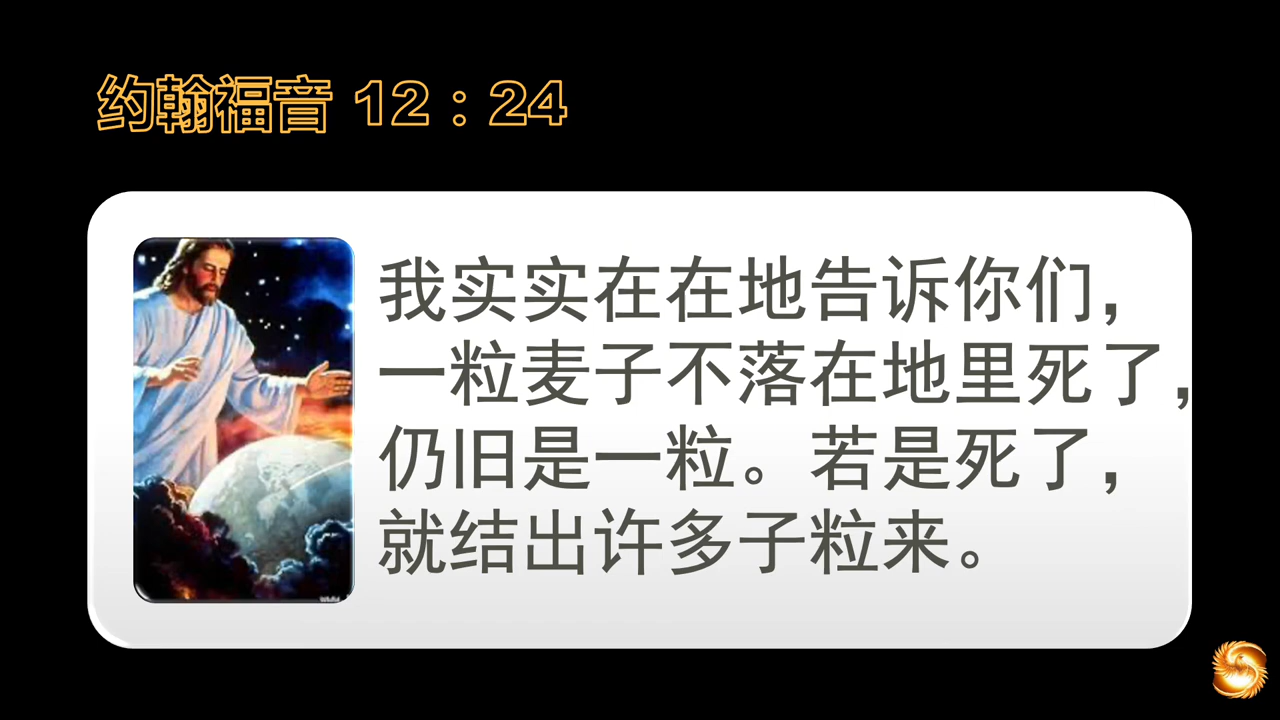 约翰福音 12：24
我实实在在地告诉你们，
一粒麦子不落在地里死了，
仍旧是一粒。若是死了，
就结出许多子粒来。